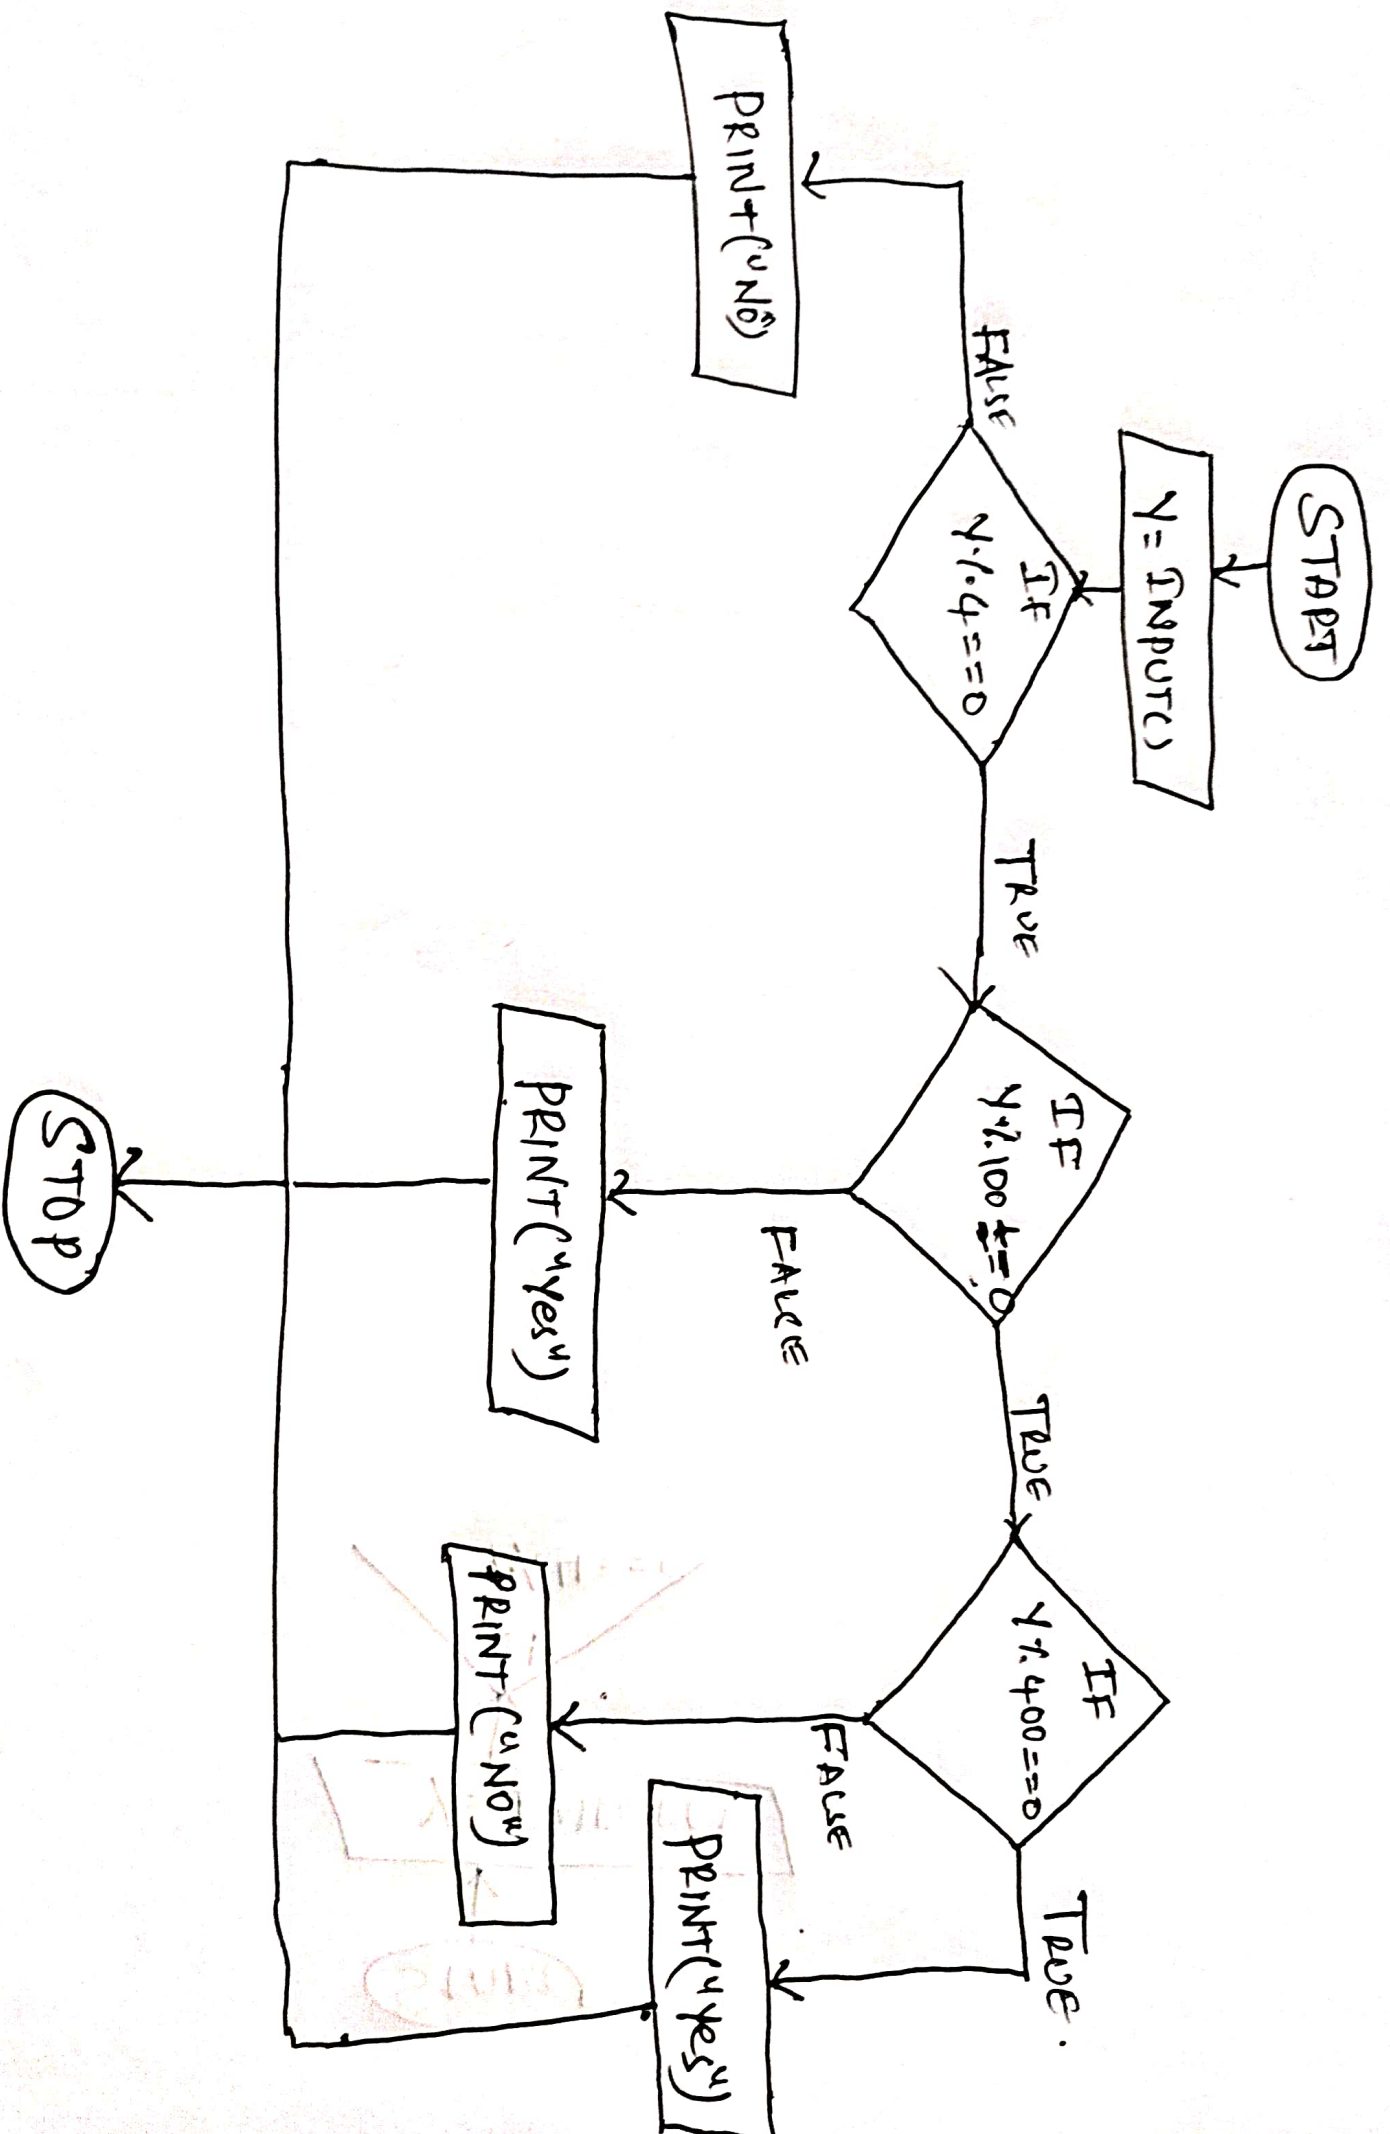 START
Y = INPUT()
IF
Y % 4 == 0
FALSE
PRINT("NO")
TRUE
IF
Y % 100 == 0
FALCE
PRINT("Yes")
TRUE
IF
Y % 400 == 0
FALSE
PRINT("NO")
TRUE.
PRINT("Yes")
STOP